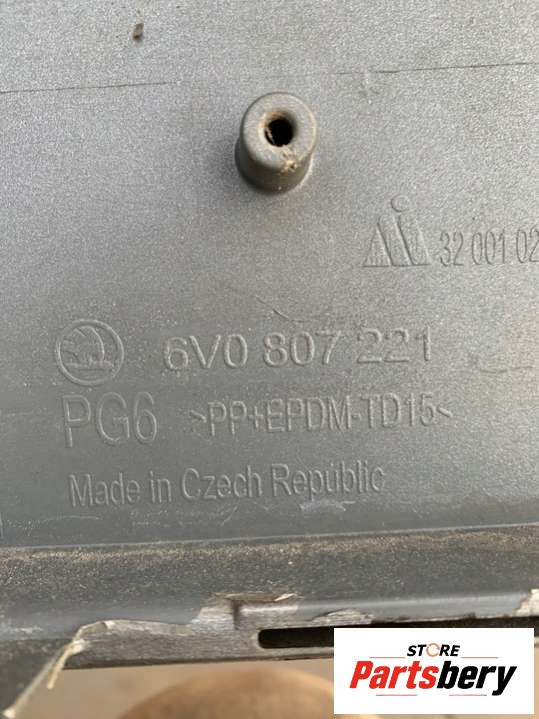 32 001 02
6V0 807 221
PG6 >PP+EPDM-TD15<
Made in Czech Republic
STORE
Partsbery